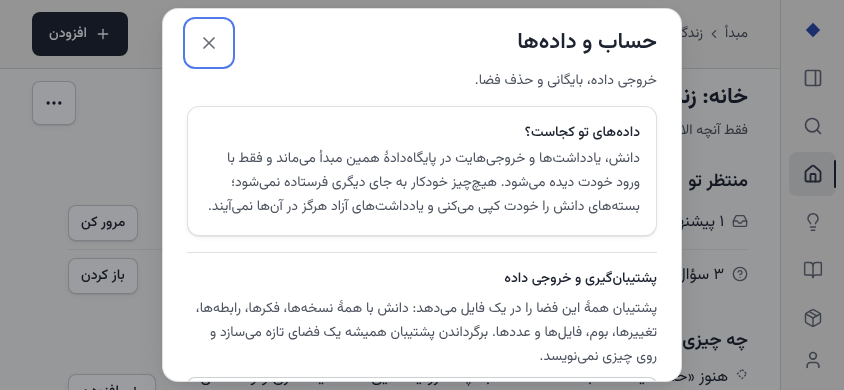 مبدأ
افزودن
حساب و داده‌ها
خروجی داده، بایگانی و حذف فضا.
داده‌های تو کجاست؟
دانش، یادداشت‌ها و خروجی‌هایت در پایگاه‌دادهٔ همین مبدأ می‌ماند و فقط با
ورود خودت دیده می‌شود. هیچ‌چیز خودکار به جای دیگری فرستاده نمی‌شود؛
بسته‌های دانش را خودت کپی می‌کنی و یادداشت‌های آزاد هرگز در آن‌ها نمی‌آیند.
پشتیبان‌گیری و خروجی داده
پشتیبان همهٔ این فضا را در یک فایل می‌دهد: دانش با همهٔ نسخه‌ها، فکرها، رابطه‌ها،
تغییرها، بوم، فایل‌ها و عددها. برگرداندن پشتیبان همیشه یک فضای تازه می‌سازد و
روی چیزی نمی‌نویسد.
خانه:
فقط آنچه
منتظر تو
۱
مرور کن
۳ سؤال
باز کردن
چه چیزی
هنوز